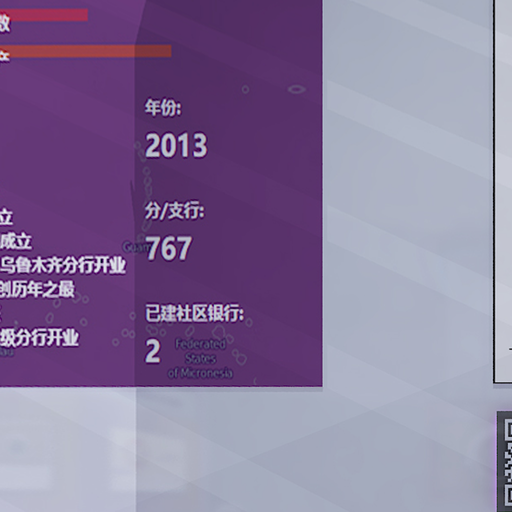 数
年份:
2013
立
成立
乌鲁木齐分行开业
创历年之最
级分行开业
分/支行:
767
Guam
已建社区银行:
2
Federated
States
of Micronesia